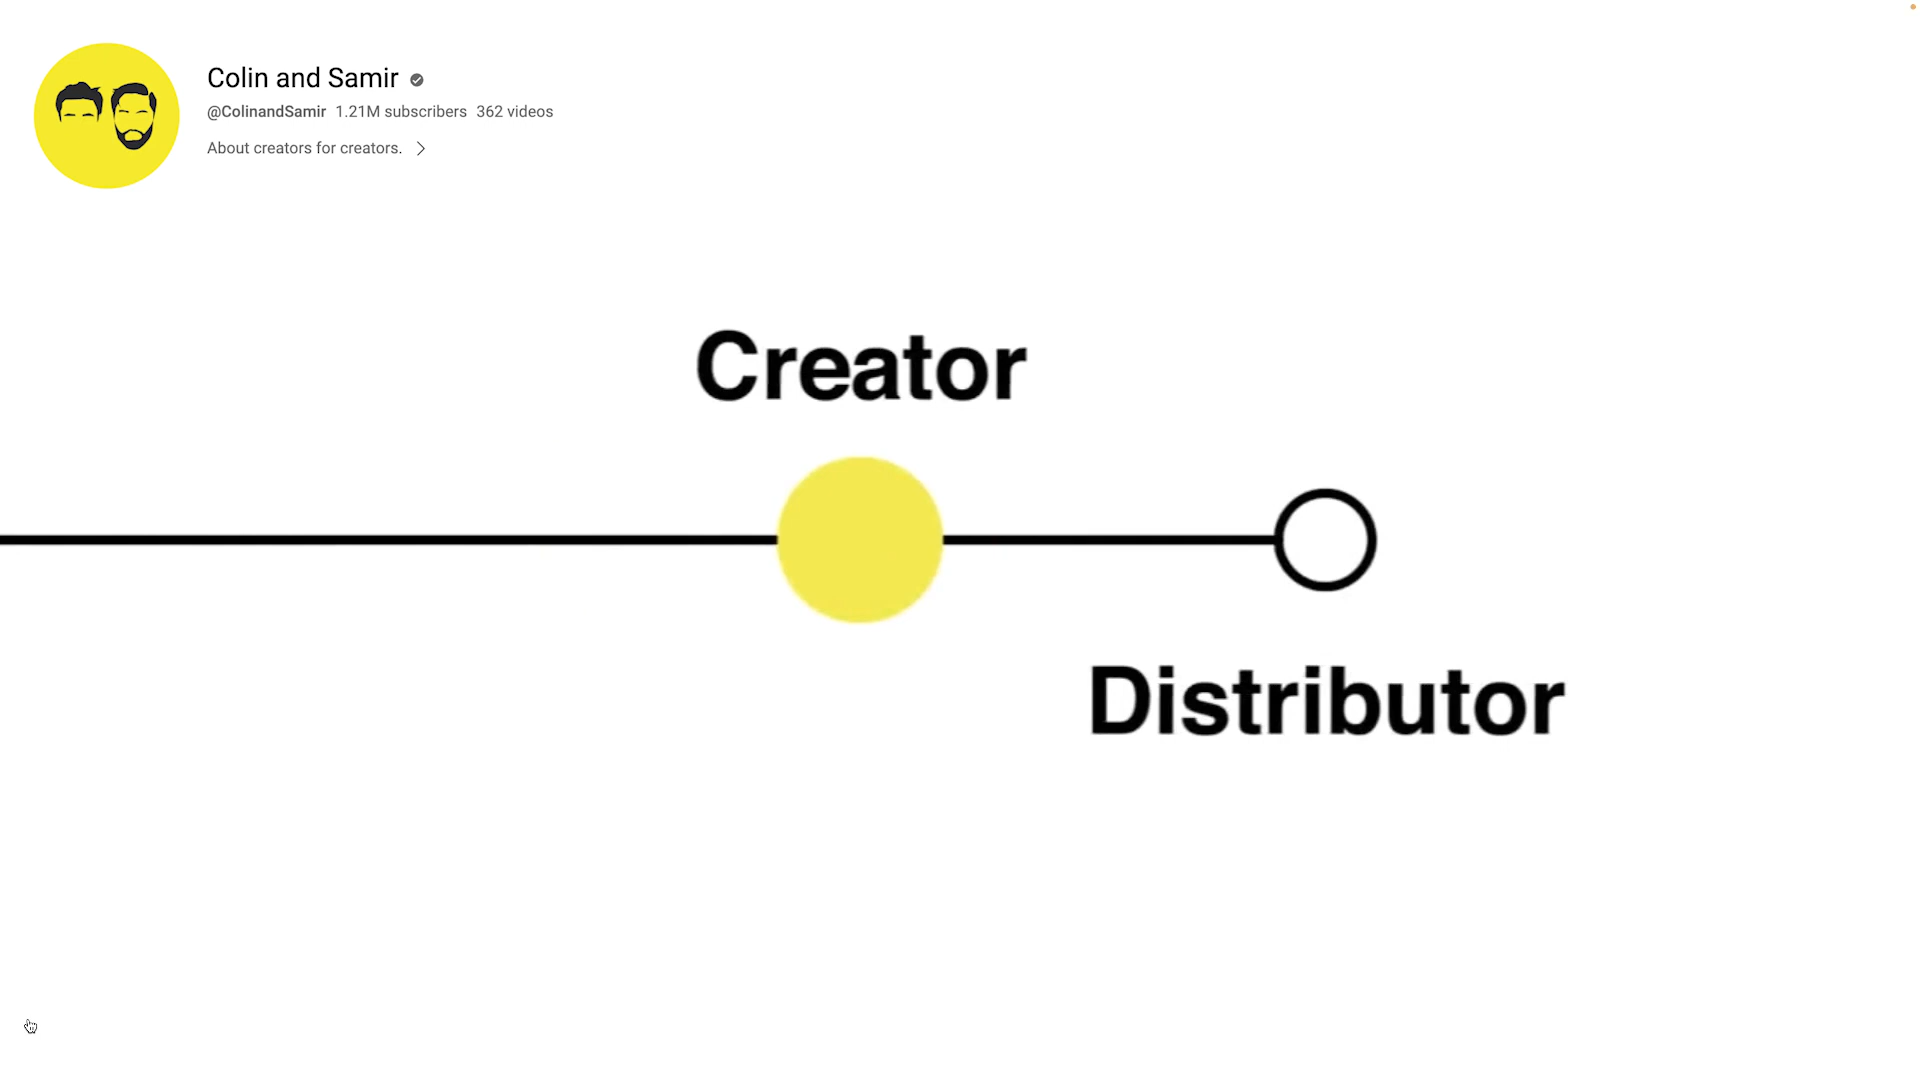 Colin and Samir
@ColinandSamir 1.21M subscribers 362 videos
About creators for creators.
Creator
Distributor